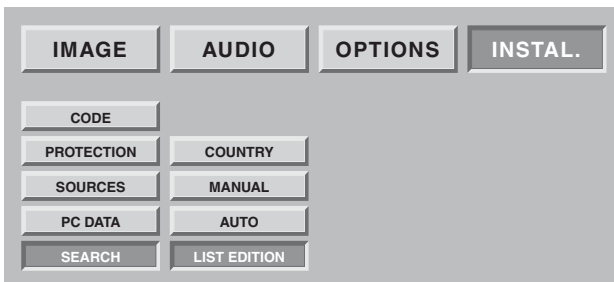 IMAGE AUDIO OPTIONS INSTAL.
CODE
PROTECTION COUNTRY
SOURCES MANUAL
PC DATA AUTO
SEARCH LIST EDITION